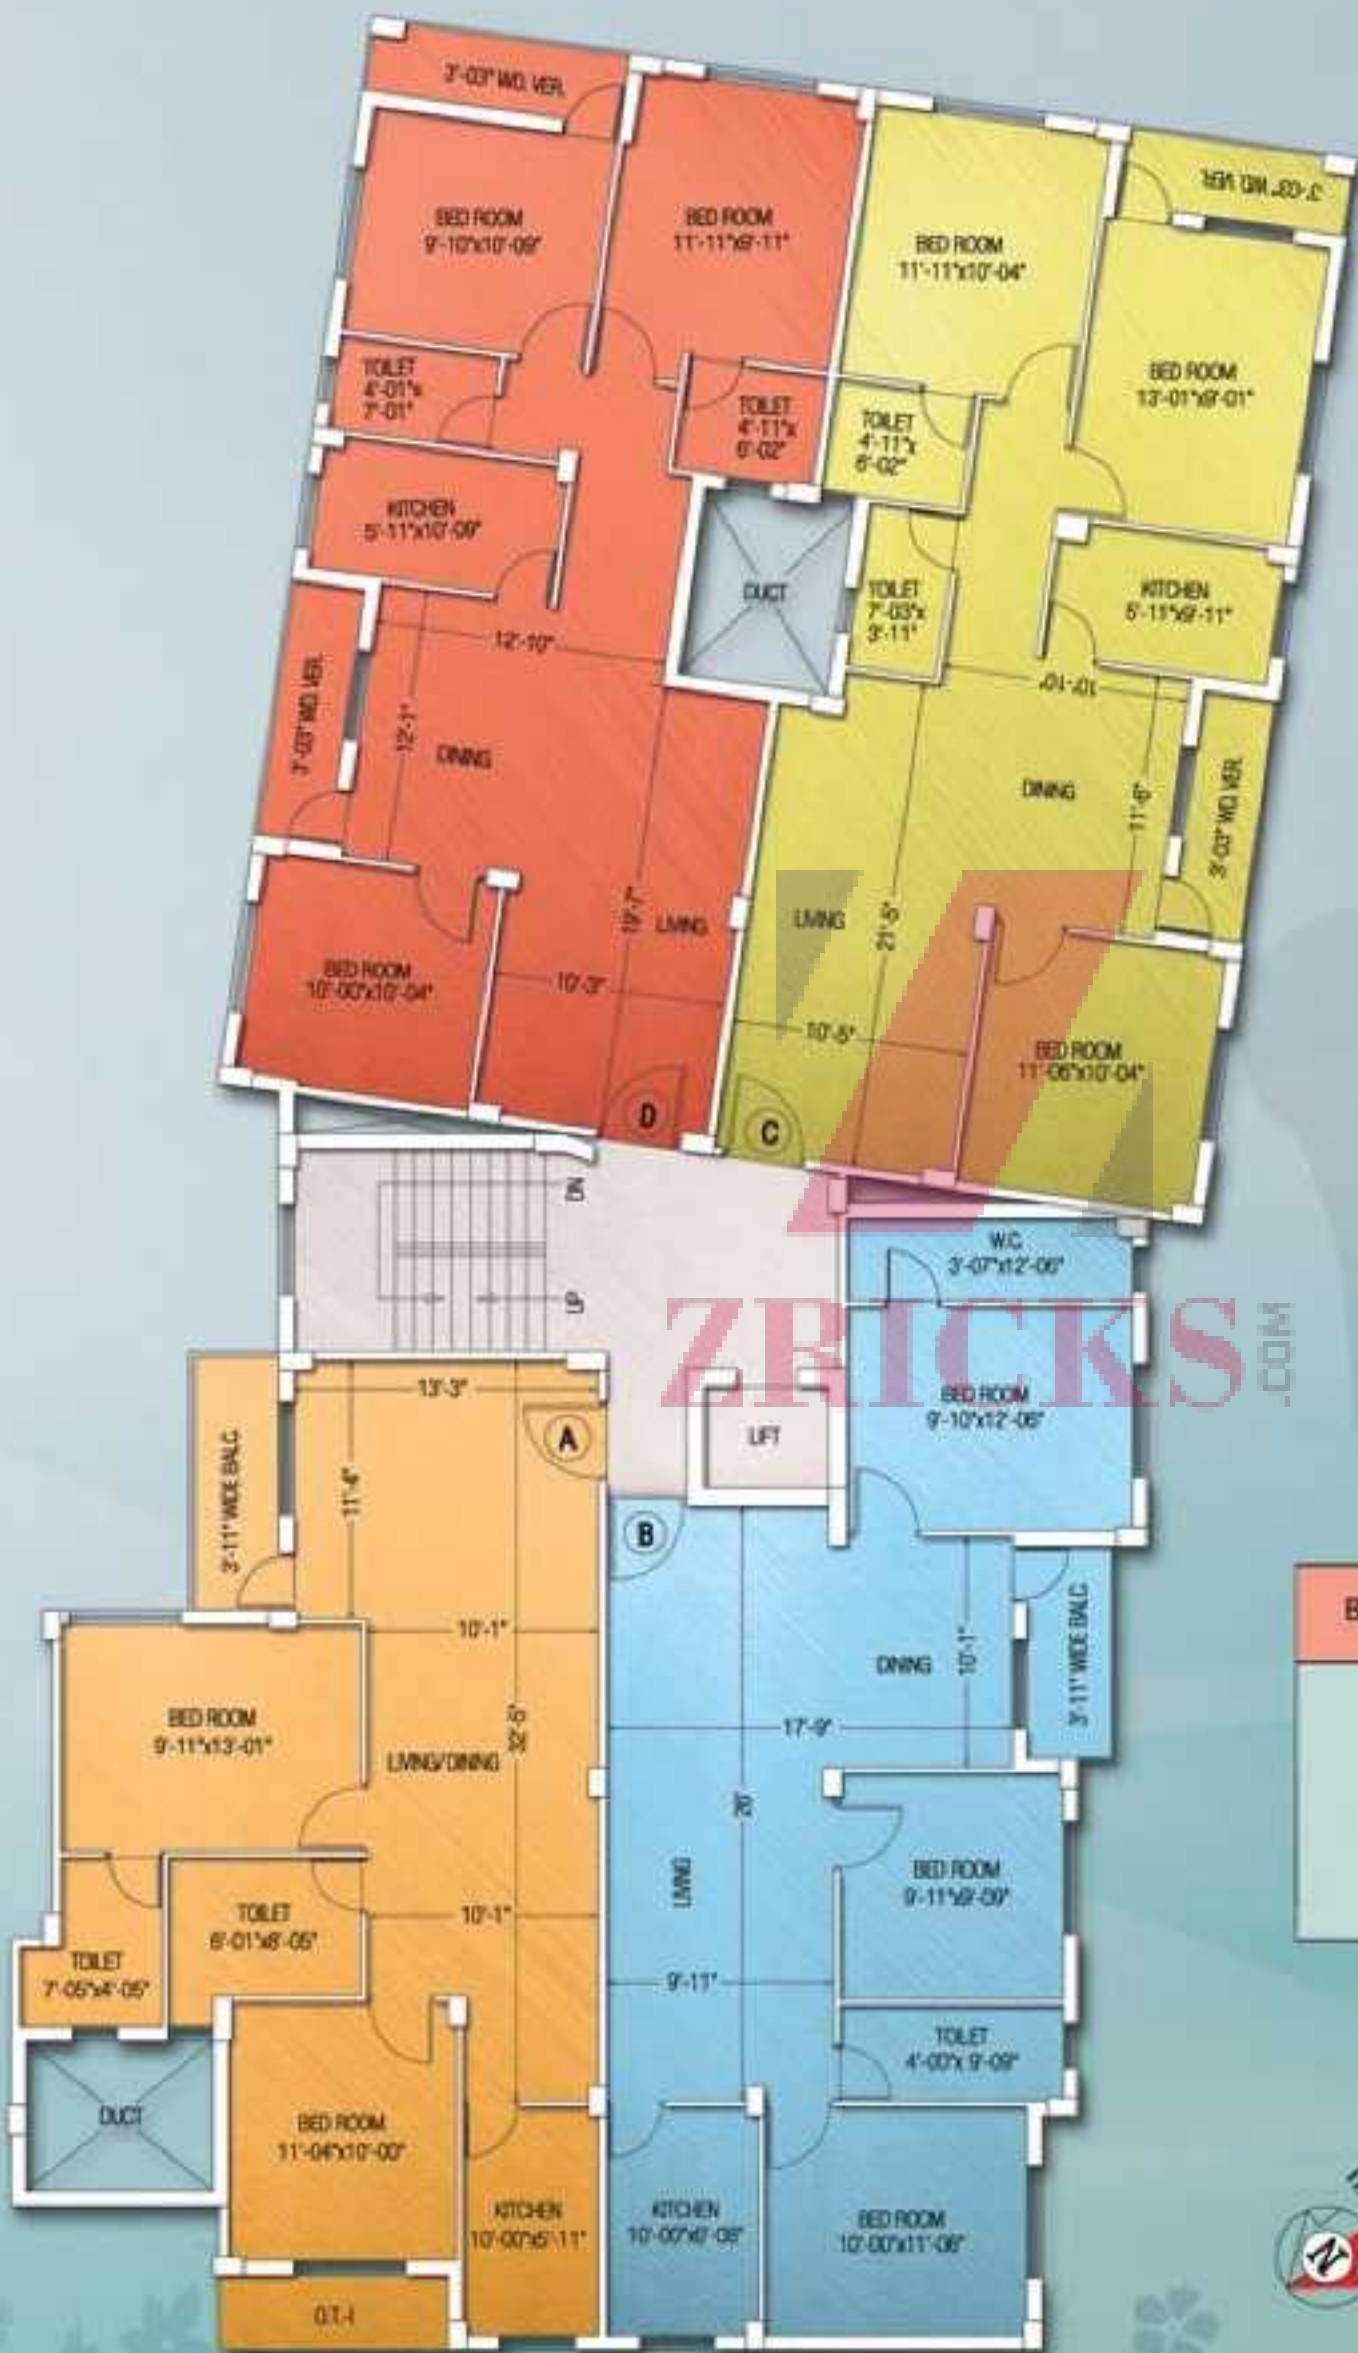 3'-03" WD. VER.
BED ROOM
9'-10"x10'-09"
BED ROOM
11'-11"x9'-11"
BED ROOM
11'-11"x10'-04"
3'-03" WD. VER.
BED ROOM
13'-01"x9'-01"
TOILET
4'-01"x
7'-01"
TOILET
4'-11"x
6'-02"
TOILET
4'-11"x
6'-02"
KITCHEN
5'-11"x10'-09"
DUCT
TOILET
7'-03"x
3'-11"
KITCHEN
5'-11"x9'-11"
12'-10"
10'-10"
3'-03" WD. VER.
12'-1"
DINING
DINING
11'-6"
3'-03" WD. VER.
19'-7"
LIVING
LIVING
21'-5"
BED ROOM
10'-00"x10'-04"
10'-3"
10'-5"
BED ROOM
11'-06"x10'-04"
D
C
DN
UP
W.C
3'-07"x12'-06"
ZRICKS
.COM
13'-3"
BED ROOM
9'-10"x12'-06"
A
LIFT
3'-11" WIDE BALC.
11'-4"
B
10'-1"
DINING
10'-1"
3'-11" WIDE BALC.
BED ROOM
9'-11"x13'-01"
32'-5"
17'-9"
LIVING/DINING
26'
LIVING
BED ROOM
9'-11"x9'-09"
TOILET
6'-01"x8'-05"
10'-1"
TOILET
7'-05"x4'-05"
9'-11"
TOILET
4'-00"x 9'-09"
DUCT
BED ROOM
11'-04"x10'-00"
KITCHEN
10'-00"x5'-11"
KITCHEN
10'-00"x6'-08"
BED ROOM
10'-00"x11'-06"
O.T.-I
B
N